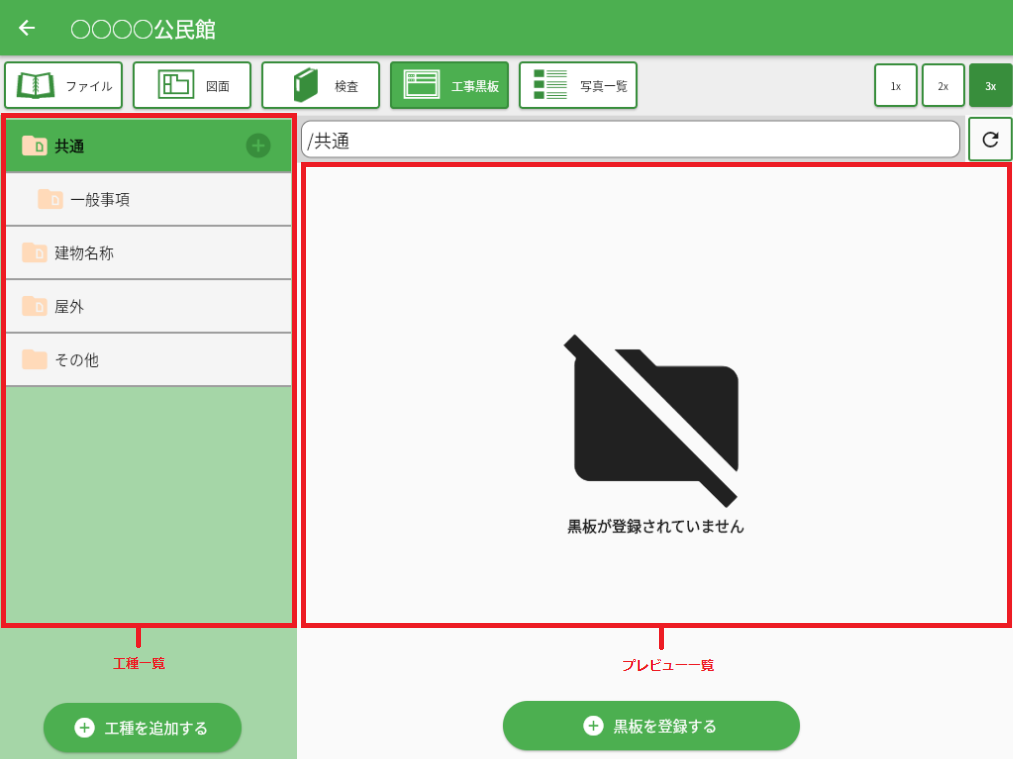 ○○○○公民館
ファイル
図面
検査
工事黒板
写真一覧
1x
2x
3x
共通
/共通
一般事項
建物名称
屋外
その他
黒板が登録されていません
工種一覧
プレビュー一覧
工種を追加する
黒板を登録する